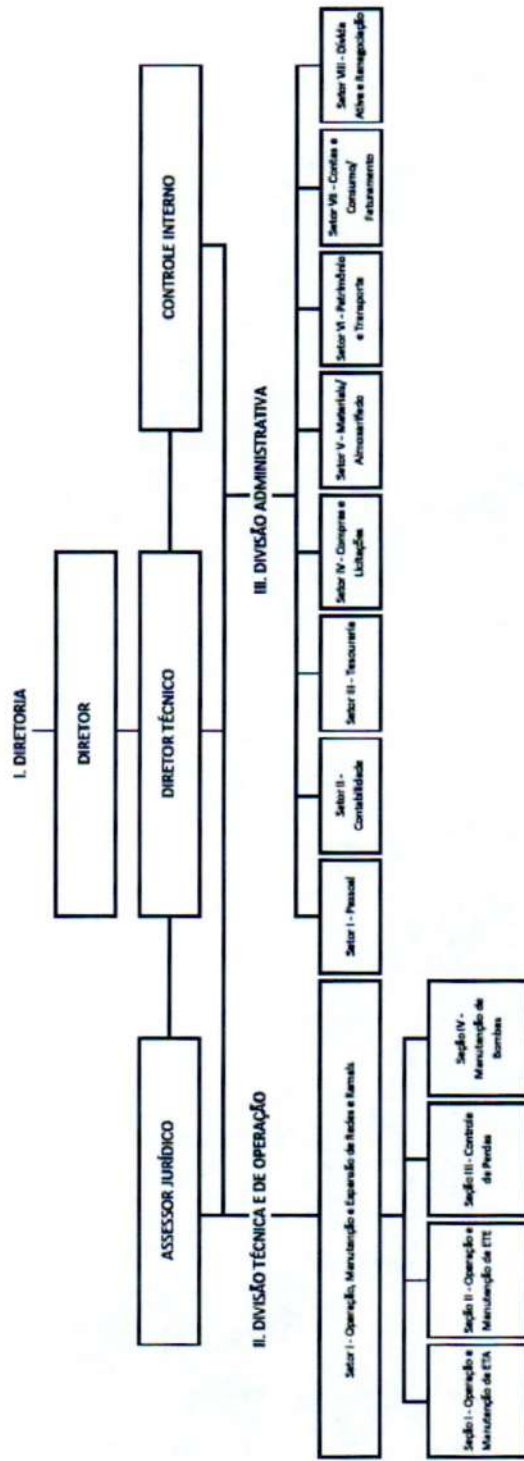 I. DIRETORIA
DIRETOR
ASSESSOR JURÍDICO
DIRETOR TÉCNICO
CONTROLE INTERNO
II. DIVISÃO TÉCNICA E DE OPERAÇÃO
III. DIVISÃO ADMINISTRATIVA
Setor I - Operação, Manutenção e Expansão de Redes e Ramais
Setor I - Pessoal
Setor II -
Contabilidade
Setor III - Tesouraria
Setor IV - Compras e
Licitações
Setor V - Materiais/
Almoxarifado
Setor VI - Patrimônio
e Transporte
Setor VII - Contas e
Consumo/
Faturamento
Setor VIII - Dívida
Ativa e Renegociação
Seção I - Operação e
Manutenção de ETA
Seção II - Operação e
Manutenção de ETE
Seção III - Controle
de Perdas
Seção IV -
Manutenção de
Bombas